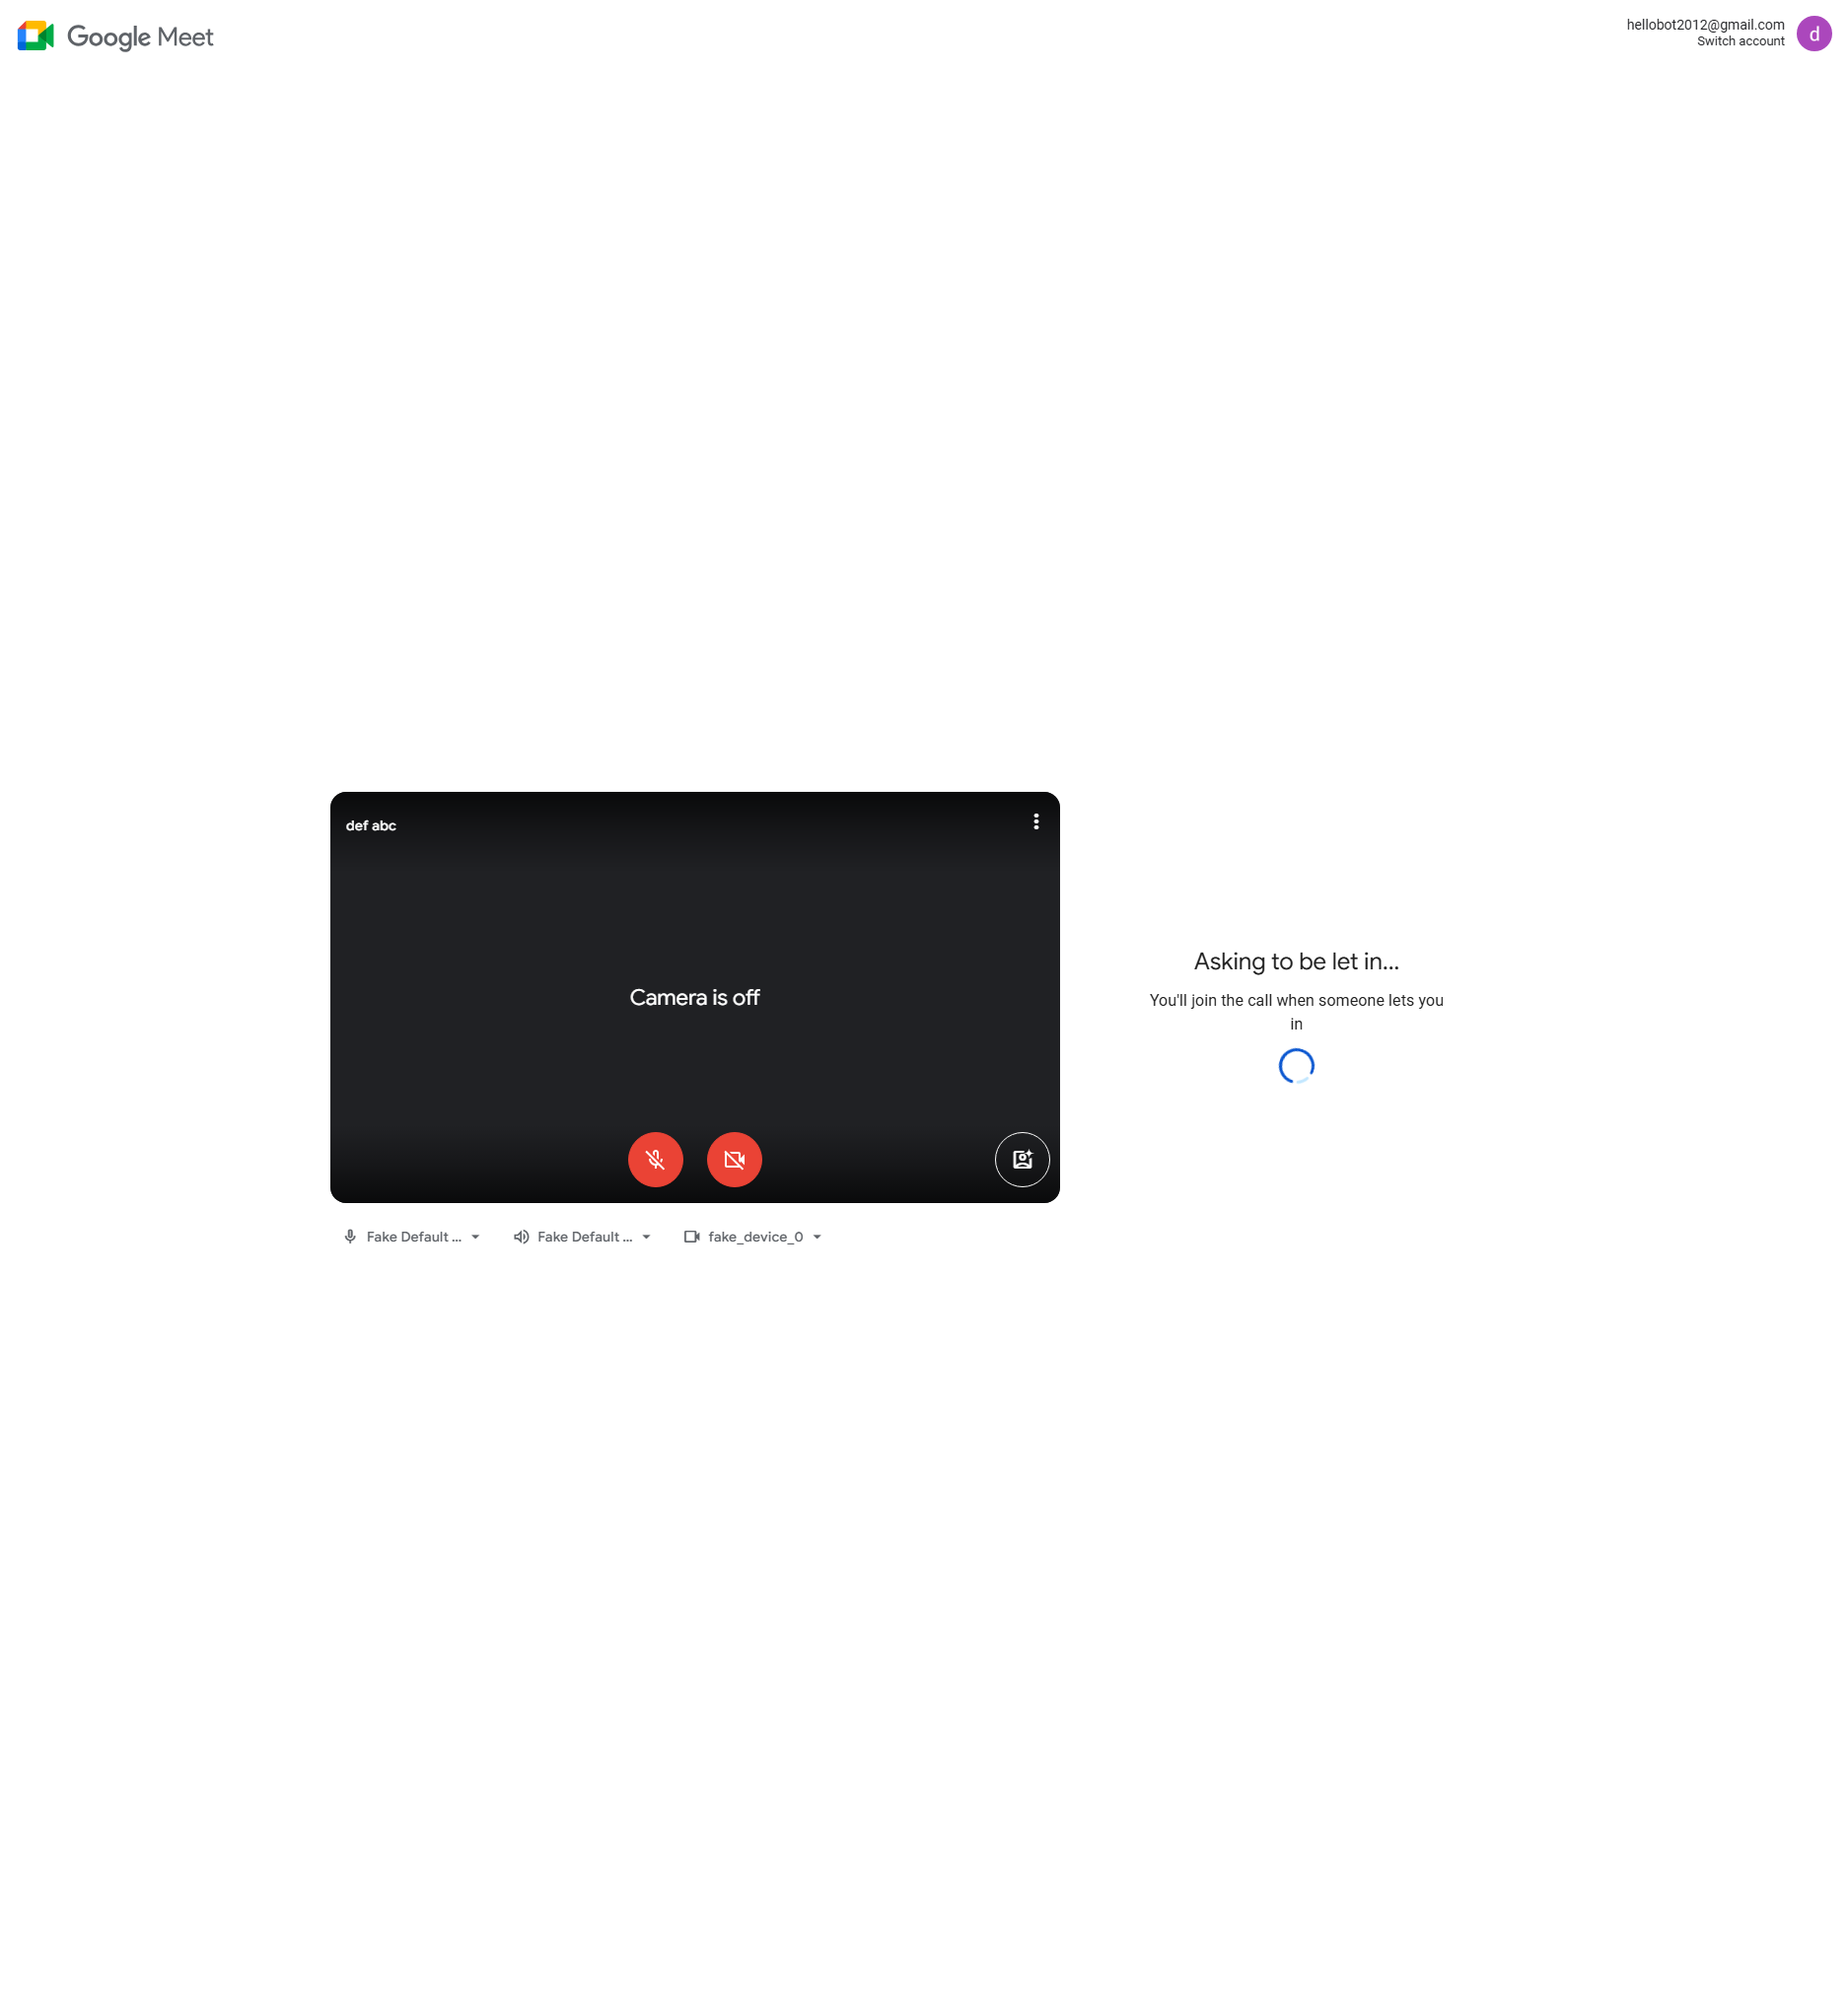 Google Meet
hellobot2012@gmail.com
Switch account
d
def abc
Camera is off
Asking to be let in...
You'll join the call when someone lets you
in
Fake Default ...
Fake Default ...
fake_device_0